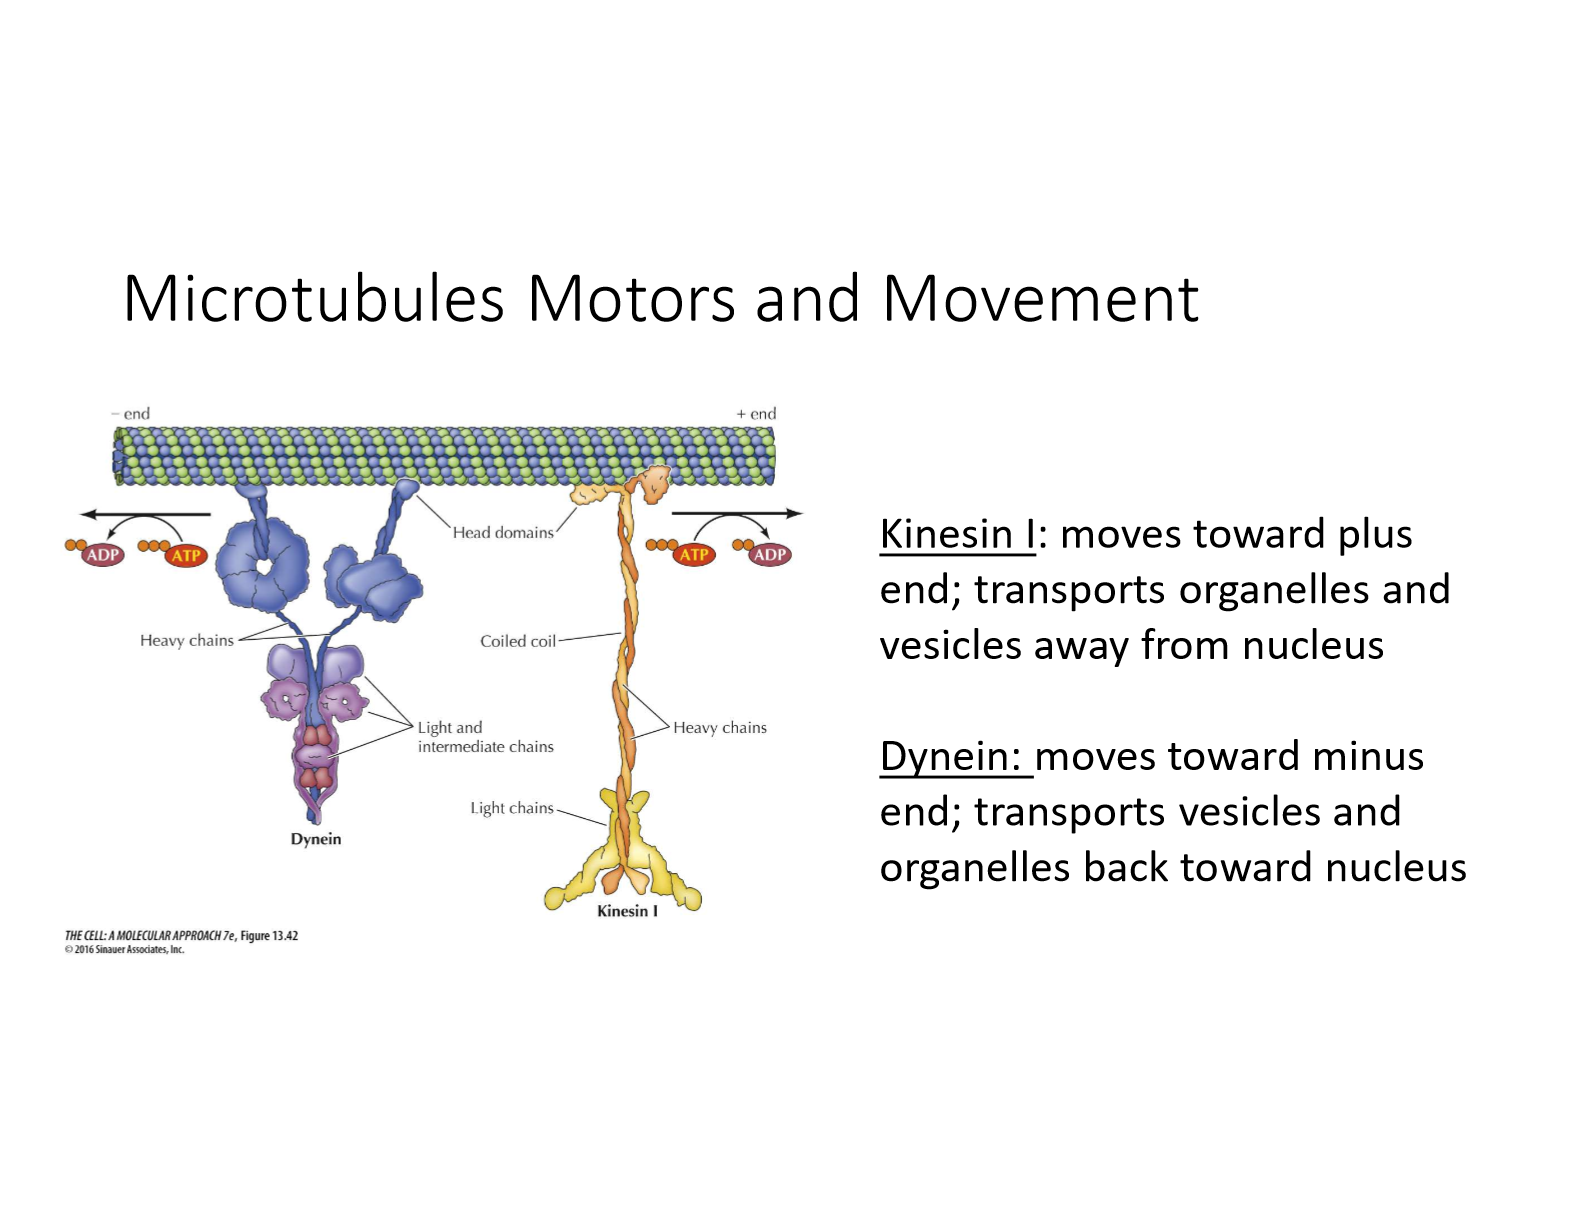 Microtubules Motors and Movement
– end
+ end
Head domains
ADP
ATP
ATP
ADP
Heavy chains
Coiled coil
Light and
intermediate chains
Heavy chains
Light chains
Dynein
Kinesin I
THE CELL: A MOLECULAR APPROACH 7e, Figure 13.42
© 2016 Sinauer Associates, Inc.
Kinesin I: moves toward plus
end; transports organelles and
vesicles away from nucleus
Dynein: moves toward minus
end; transports vesicles and
organelles back toward nucleus